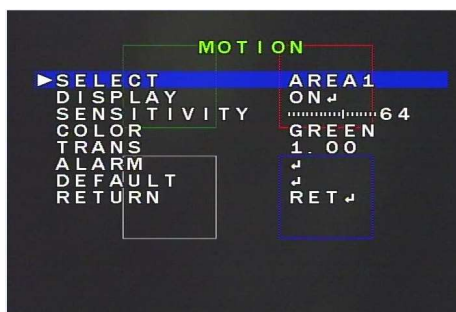 MOTION
►SELECT AREA1
DISPLAY ON↵
SENSITIVITY 64
COLOR GREEN
TRANS 1.00
ALARM ↵
DEFAULT ↵
RETURN RET↵